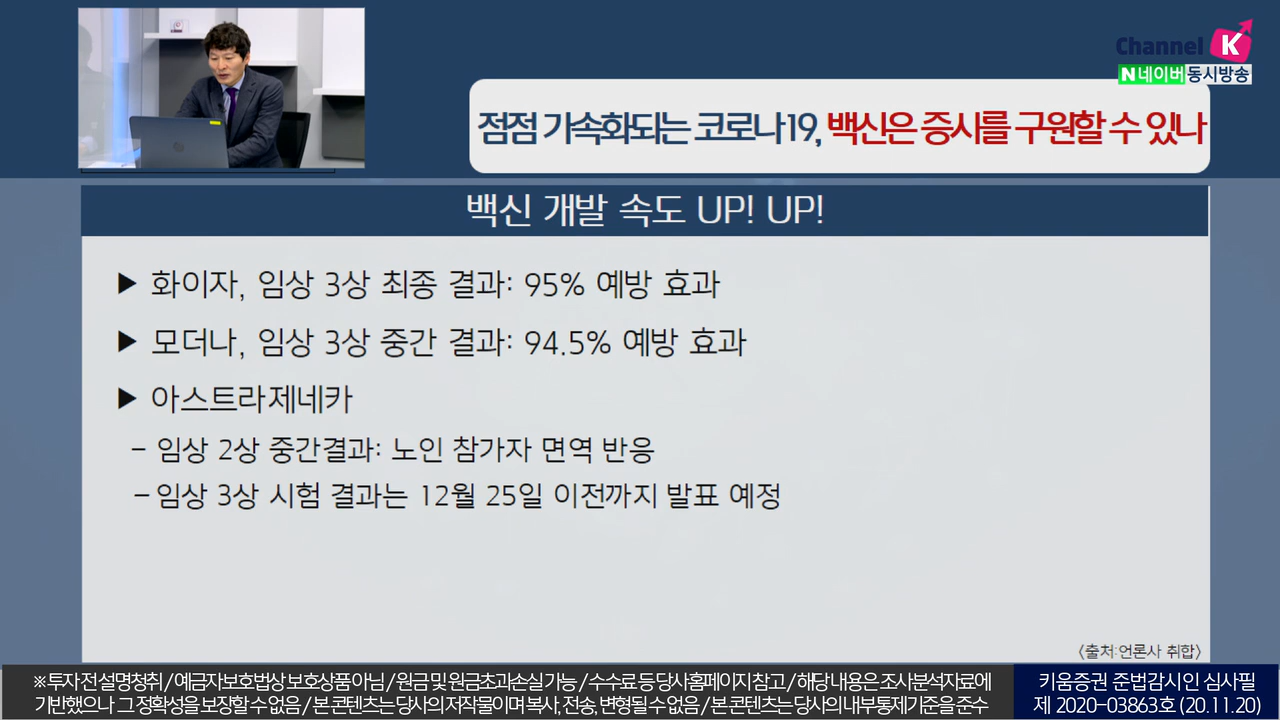 Channel K
N 네이버 동시방송
점점 가속화되는 코로나19, 백신은 증시를 구원할 수 있나
백신 개발 속도 UP! UP!
▶ 화이자, 임상 3상 최종 결과: 95% 예방 효과
▶ 모더나, 임상 3상 중간 결과: 94.5% 예방 효과
▶ 아스트라제네카
- 임상 2상 중간결과: 노인 참가자 면역 반응
- 임상 3상 시험 결과는 12월 25일 이전까지 발표 예정
<출처:언론사 취합>
※ 투자 전 설명청취 / 예금자보호법상 보호상품 아님 / 원금 및 원금초과손실 가능 / 수수료 등 당사홈페이지 참고 / 해당 내용은 조사분석자료에
기반했으나 그 정확성을 보장할 수 없음 / 본 콘텐츠는 당사의 저작물이며 복사, 전송, 변형될 수 없음 / 본 콘텐츠는 당사의 내부통제기준을 준수
키움증권 준법감시인 심사필
제 2020-03863호 (20.11.20)